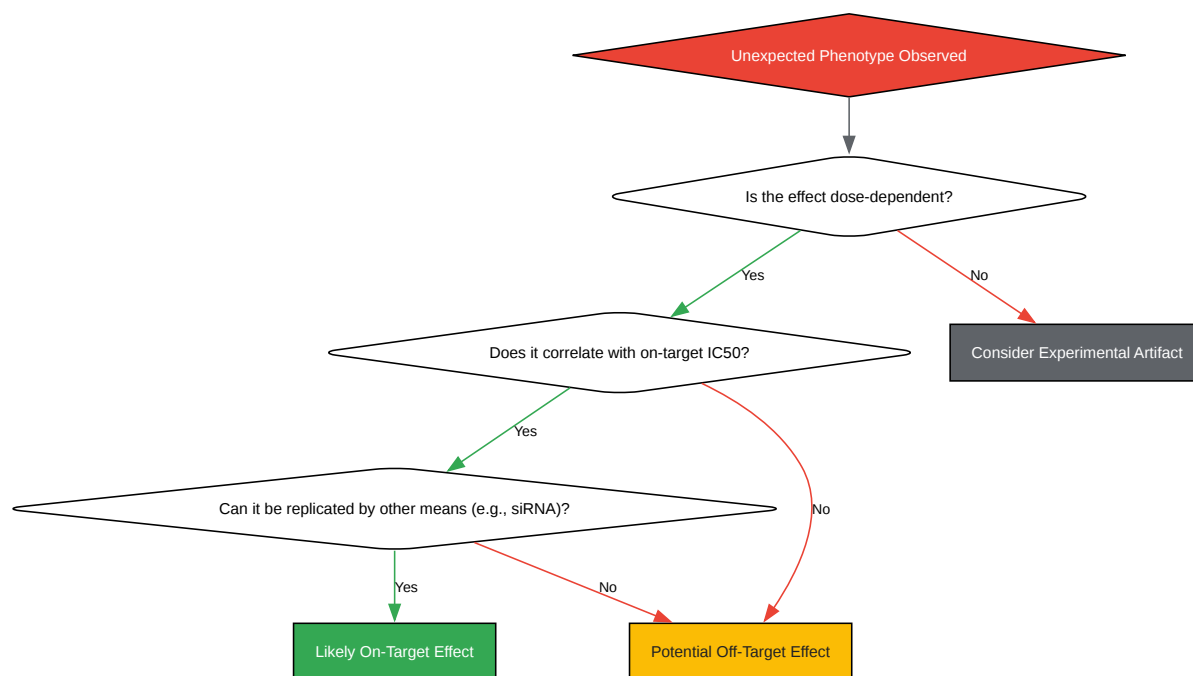 Unexpected Phenotype Observed
Is the effect dose-dependent?
Yes
No
Does it correlate with on-target IC50?
Consider Experimental Artifact
Yes
No
Can it be replicated by other means (e.g., siRNA)?
Yes
No
Likely On-Target Effect
Potential Off-Target Effect